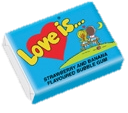 Love is...
STRAWBERRY AND BANANA
FLAVOURED BUBBLE GUM